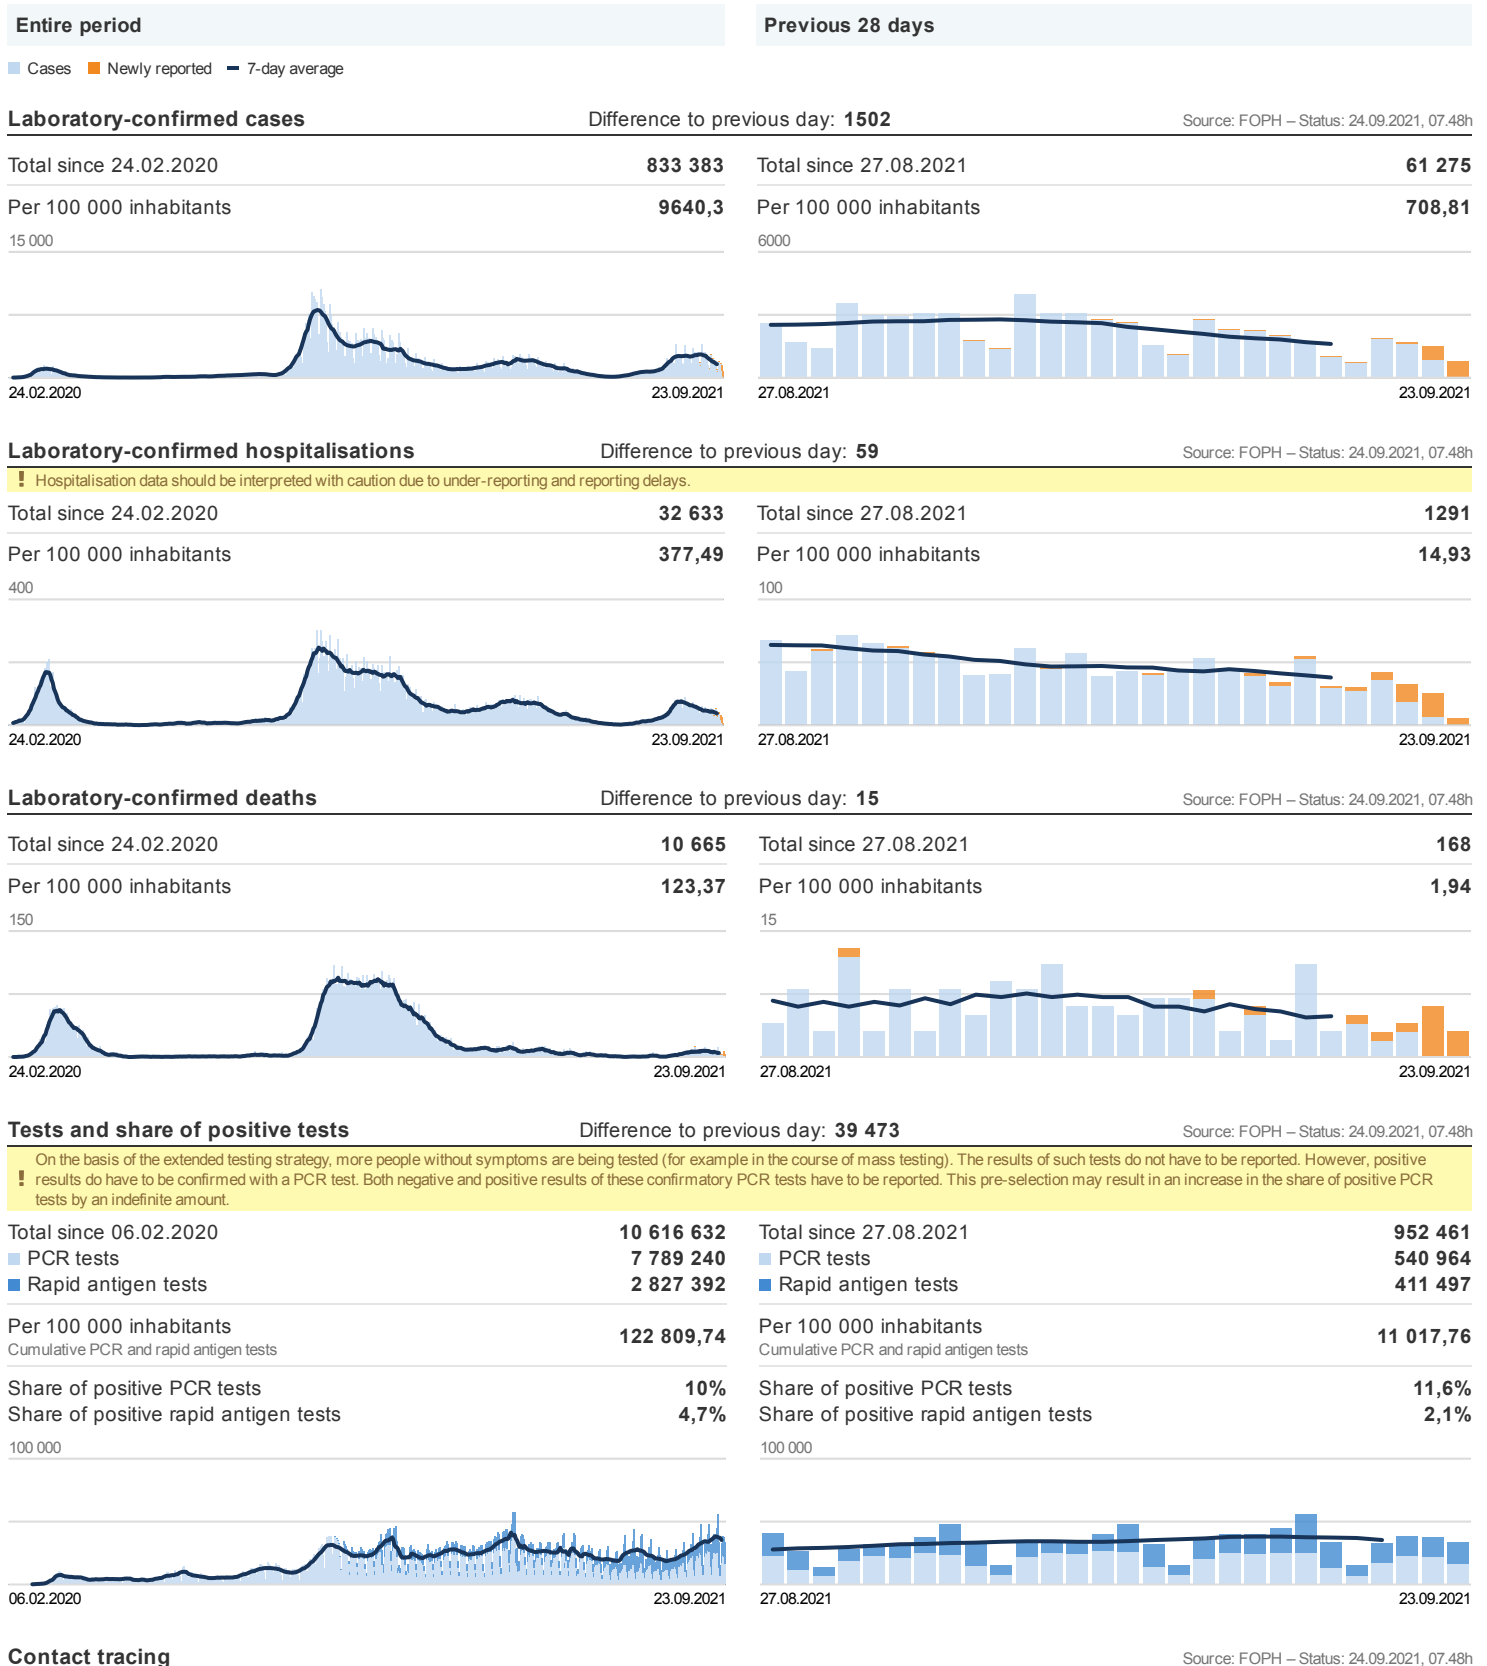 Entire period
Previous 28 days
Cases Newly reported 7-day average
Laboratory-confirmed cases Difference to previous day: 1502 Source: FOPH – Status: 24.09.2021, 07.48h
Total since 24.02.2020 833 383 Total since 27.08.2021 61 275
Per 100 000 inhabitants 9640,3 Per 100 000 inhabitants 708,81
15 000 6000
24.02.2020 23.09.2021 27.08.2021 23.09.2021
Laboratory-confirmed hospitalisations Difference to previous day: 59 Source: FOPH – Status: 24.09.2021, 07.48h
! Hospitalisation data should be interpreted with caution due to under-reporting and reporting delays.
Total since 24.02.2020 32 633 Total since 27.08.2021 1291
Per 100 000 inhabitants 377,49 Per 100 000 inhabitants 14,93
400 100
24.02.2020 23.09.2021 27.08.2021 23.09.2021
Laboratory-confirmed deaths Difference to previous day: 15 Source: FOPH – Status: 24.09.2021, 07.48h
Total since 24.02.2020 10 665 Total since 27.08.2021 168
Per 100 000 inhabitants 123,37 Per 100 000 inhabitants 1,94
150 15
24.02.2020 23.09.2021 27.08.2021 23.09.2021
Tests and share of positive tests Difference to previous day: 39 473 Source: FOPH – Status: 24.09.2021, 07.48h
On the basis of the extended testing strategy, more people without symptoms are being tested (for example in the course of mass testing). The results of such tests do not have to be reported. However, positive
! results do have to be confirmed with a PCR test. Both negative and positive results of these confirmatory PCR tests have to be reported. This pre-selection may result in an increase in the share of positive PCR
tests by an indefinite amount.
Total since 06.02.2020 10 616 632 Total since 27.08.2021 952 461
PCR tests 7 789 240 PCR tests 540 964
Rapid antigen tests 2 827 392 Rapid antigen tests 411 497
Per 100 000 inhabitants 122 809,74 Per 100 000 inhabitants 11 017,76
Cumulative PCR and rapid antigen tests Cumulative PCR and rapid antigen tests
Share of positive PCR tests 10% Share of positive PCR tests 11,6%
Share of positive rapid antigen tests 4,7% Share of positive rapid antigen tests 2,1%
100 000 100 000
06.02.2020 23.09.2021 27.08.2021 23.09.2021
Contact tracing Source: FOPH – Status: 24.09.2021, 07.48h